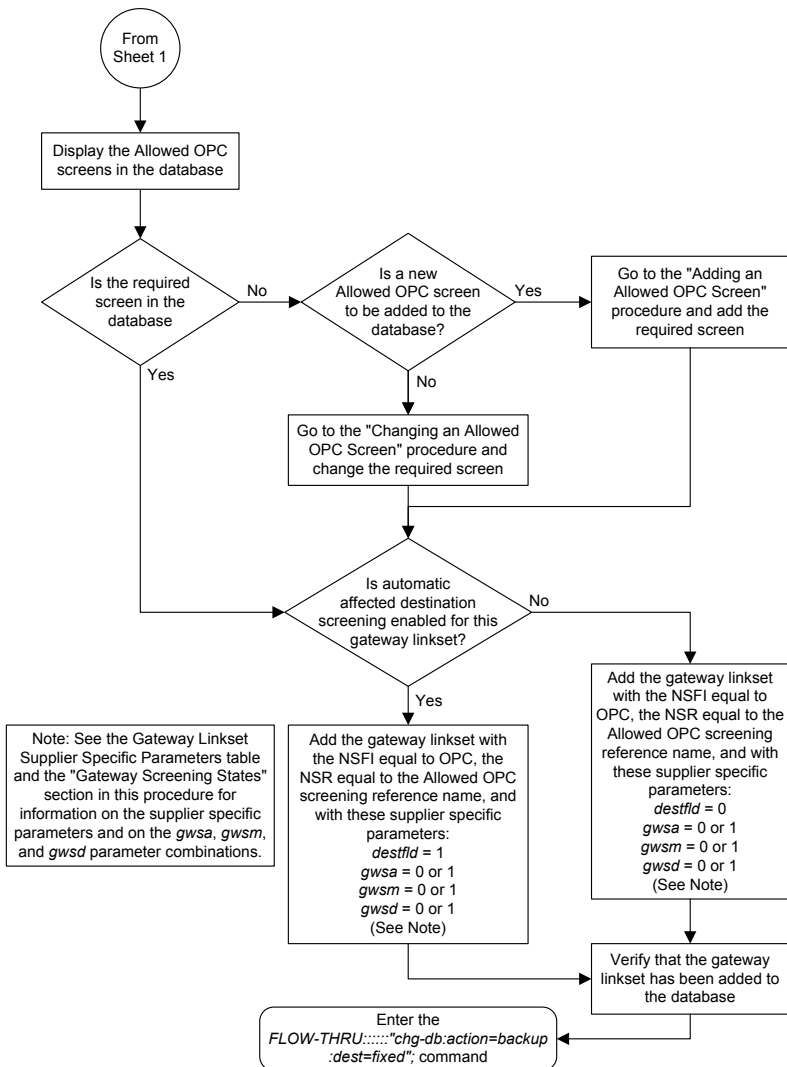 From
Sheet 1
Display the Allowed OPC
screens in the database
Is the required
screen in the
database
No
Yes
Is a new
Allowed OPC screen
to be added to the
database?
Yes
No
Go to the "Adding an
Allowed OPC Screen"
procedure and add the
required screen
Go to the "Changing an Allowed
OPC Screen" procedure and
change the required screen
Is automatic
affected destination
screening enabled for this
gateway linkset?
No
Yes
Note: See the Gateway Linkset
Supplier Specific Parameters table
and the "Gateway Screening States"
section in this procedure for
information on the supplier specific
parameters and on the gwsa, gwsm,
and gwsd parameter combinations.
Add the gateway linkset with
the NSFI equal to OPC, the
NSR equal to the Allowed OPC
screening reference name, and
with these supplier specific
parameters:
destfld = 1
gwsa = 0 or 1
gwsm = 0 or 1
gwsd = 0 or 1
(See Note)
Add the gateway linkset
with the NSFI equal to
OPC, the NSR equal to the
Allowed OPC screening
reference name, and with
these supplier specific
parameters:
destfld = 0
gwsa = 0 or 1
gwsm = 0 or 1
gwsd = 0 or 1
(See Note)
Verify that the gateway
linkset has been added to
the database
Enter the
FLOW-THRU::::::"chg-db:action=backup
:dest=fixed"; command